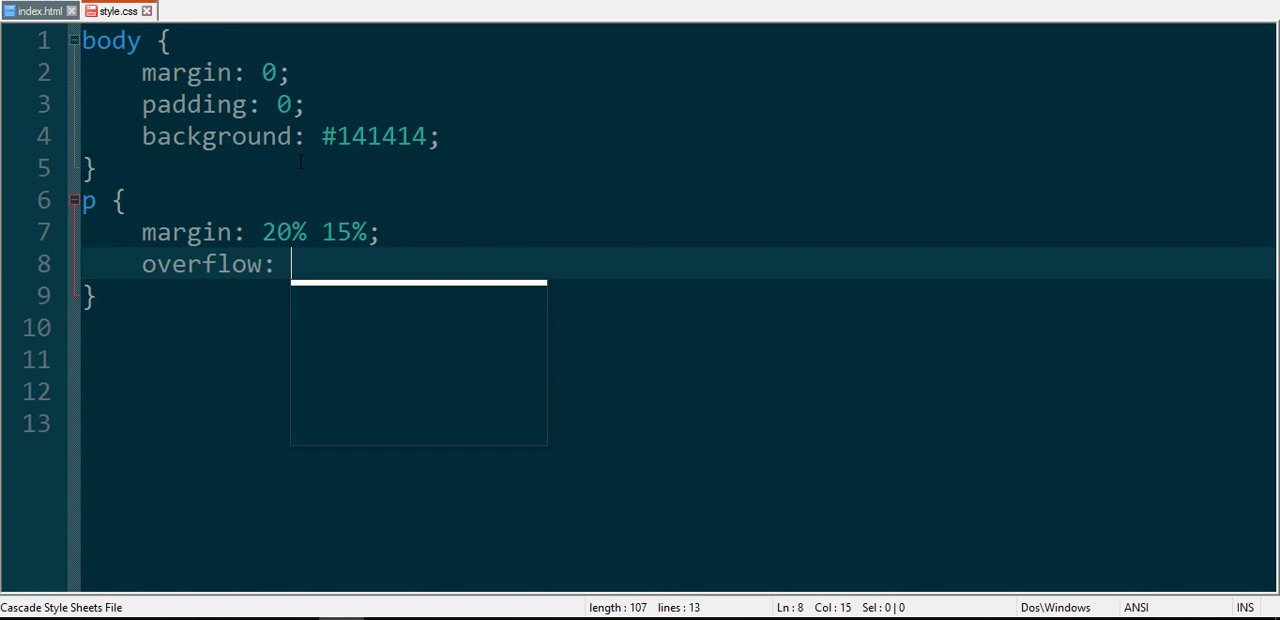 index.html style.css
1 body {
2 margin: 0;
3 padding: 0;
4 background: #141414;
5 }
6 p {
7 margin: 20% 15%;
8 overflow:
9 }
10
11
12
13
Cascade Style Sheets File length : 107 lines : 13 Ln : 8 Col : 15 Sel : 0 | 0 Dos\Windows ANSI INS